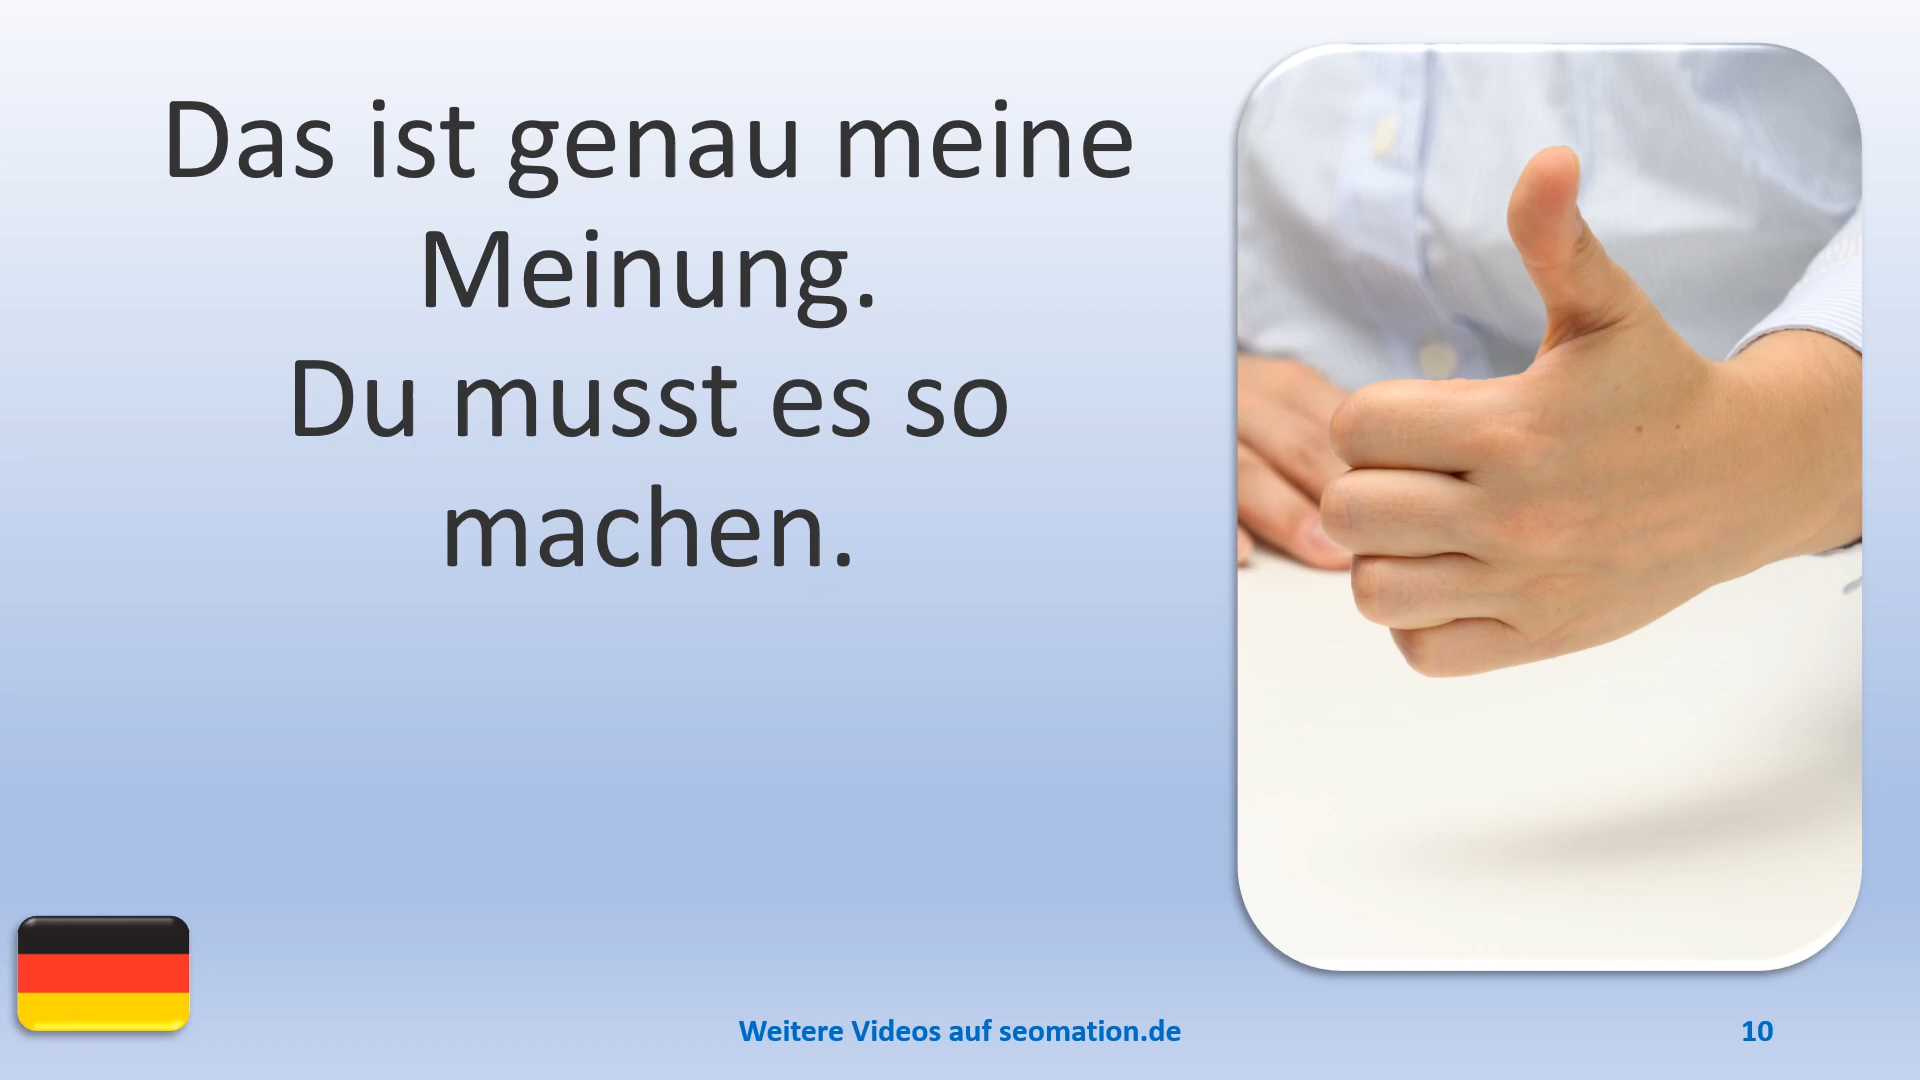 Das ist genau meine
Meinung.
Du musst es so
machen.
Weitere Videos auf seomation.de
10